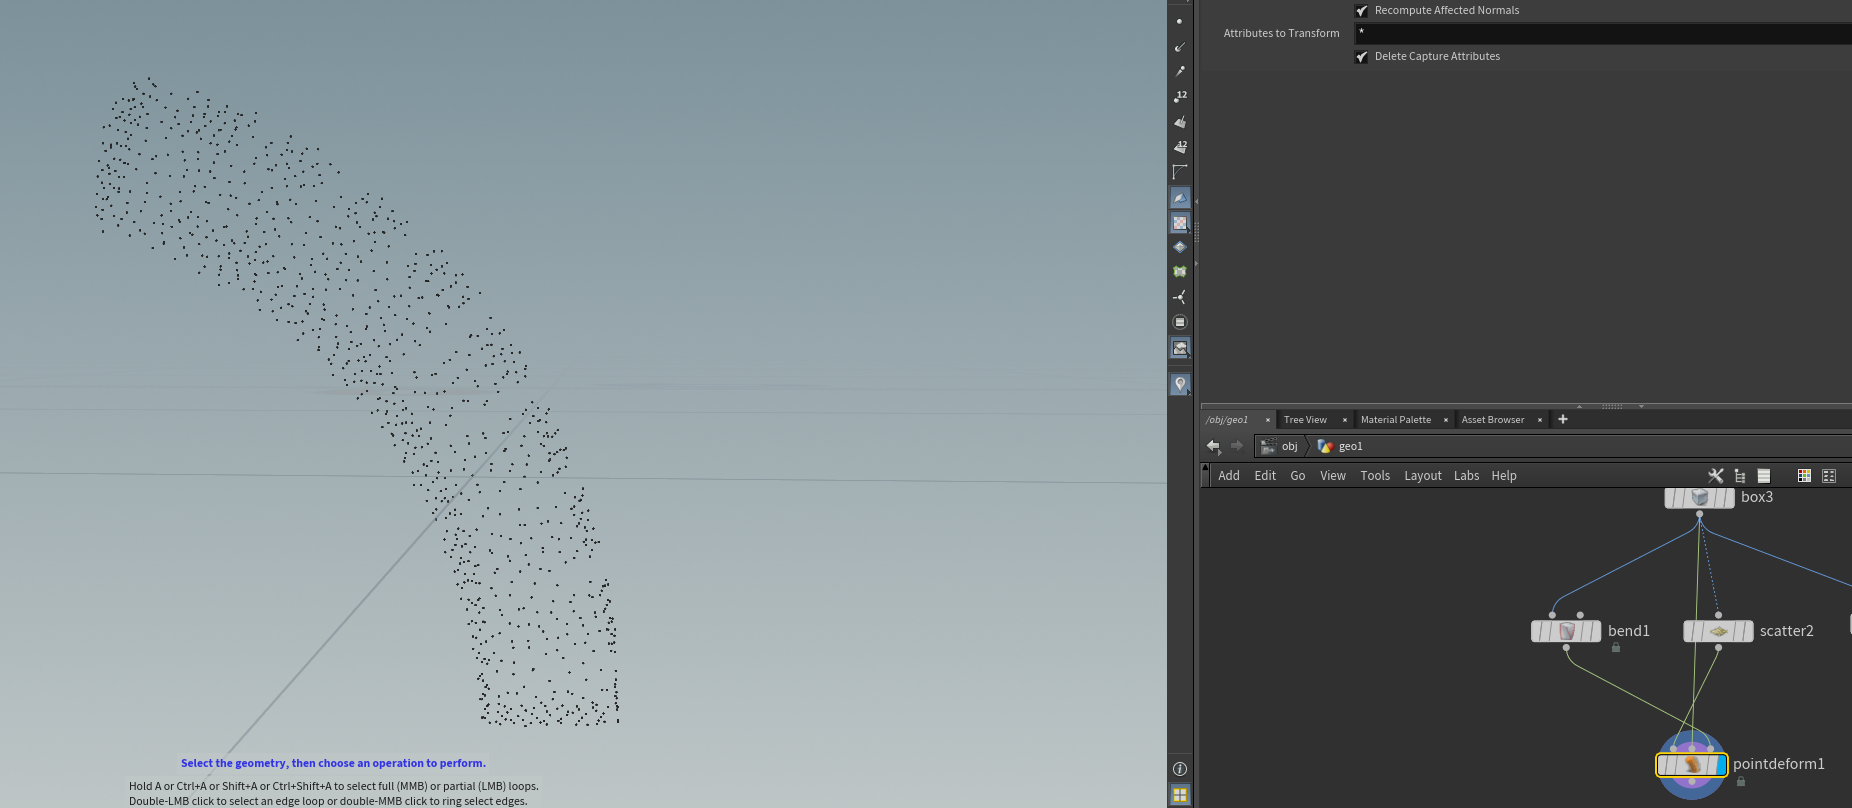 Recompute Affected Normals
Attributes to Transform *
Delete Capture Attributes
12
12
/obj/geo1 × Tree View × Material Palette × Asset Browser × +
obj geo1
Add Edit Go View Tools Layout Labs Help
box3
bend1 scatter2
pointdeform1
Select the geometry, then choose an operation to perform.
Hold A or Ctrl+A or Shift+A or Ctrl+Shift+A to select full (MMB) or partial (LMB) loops.
Double-LMB click to select an edge loop or double-MMB click to ring select edges.